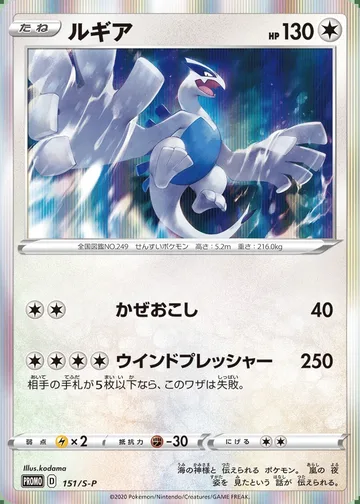 たね ルギア HP 130
全国図鑑NO.249 せんすいポケモン 高さ:5.2m 重さ:216.0kg
かぜおこし 40
ウインドプレッシャー 250
相手の手札が5枚以下なら、このワザは失敗。
弱点 ×2 抵抗力 -30 にげる
Illus.kodama
PROMO D 151/S-P
海の神様と伝えられる。嵐の夜
姿を見たという話が伝えられる。
©2020 Pokémon/Nintendo/Creatures/GAME FREAK.